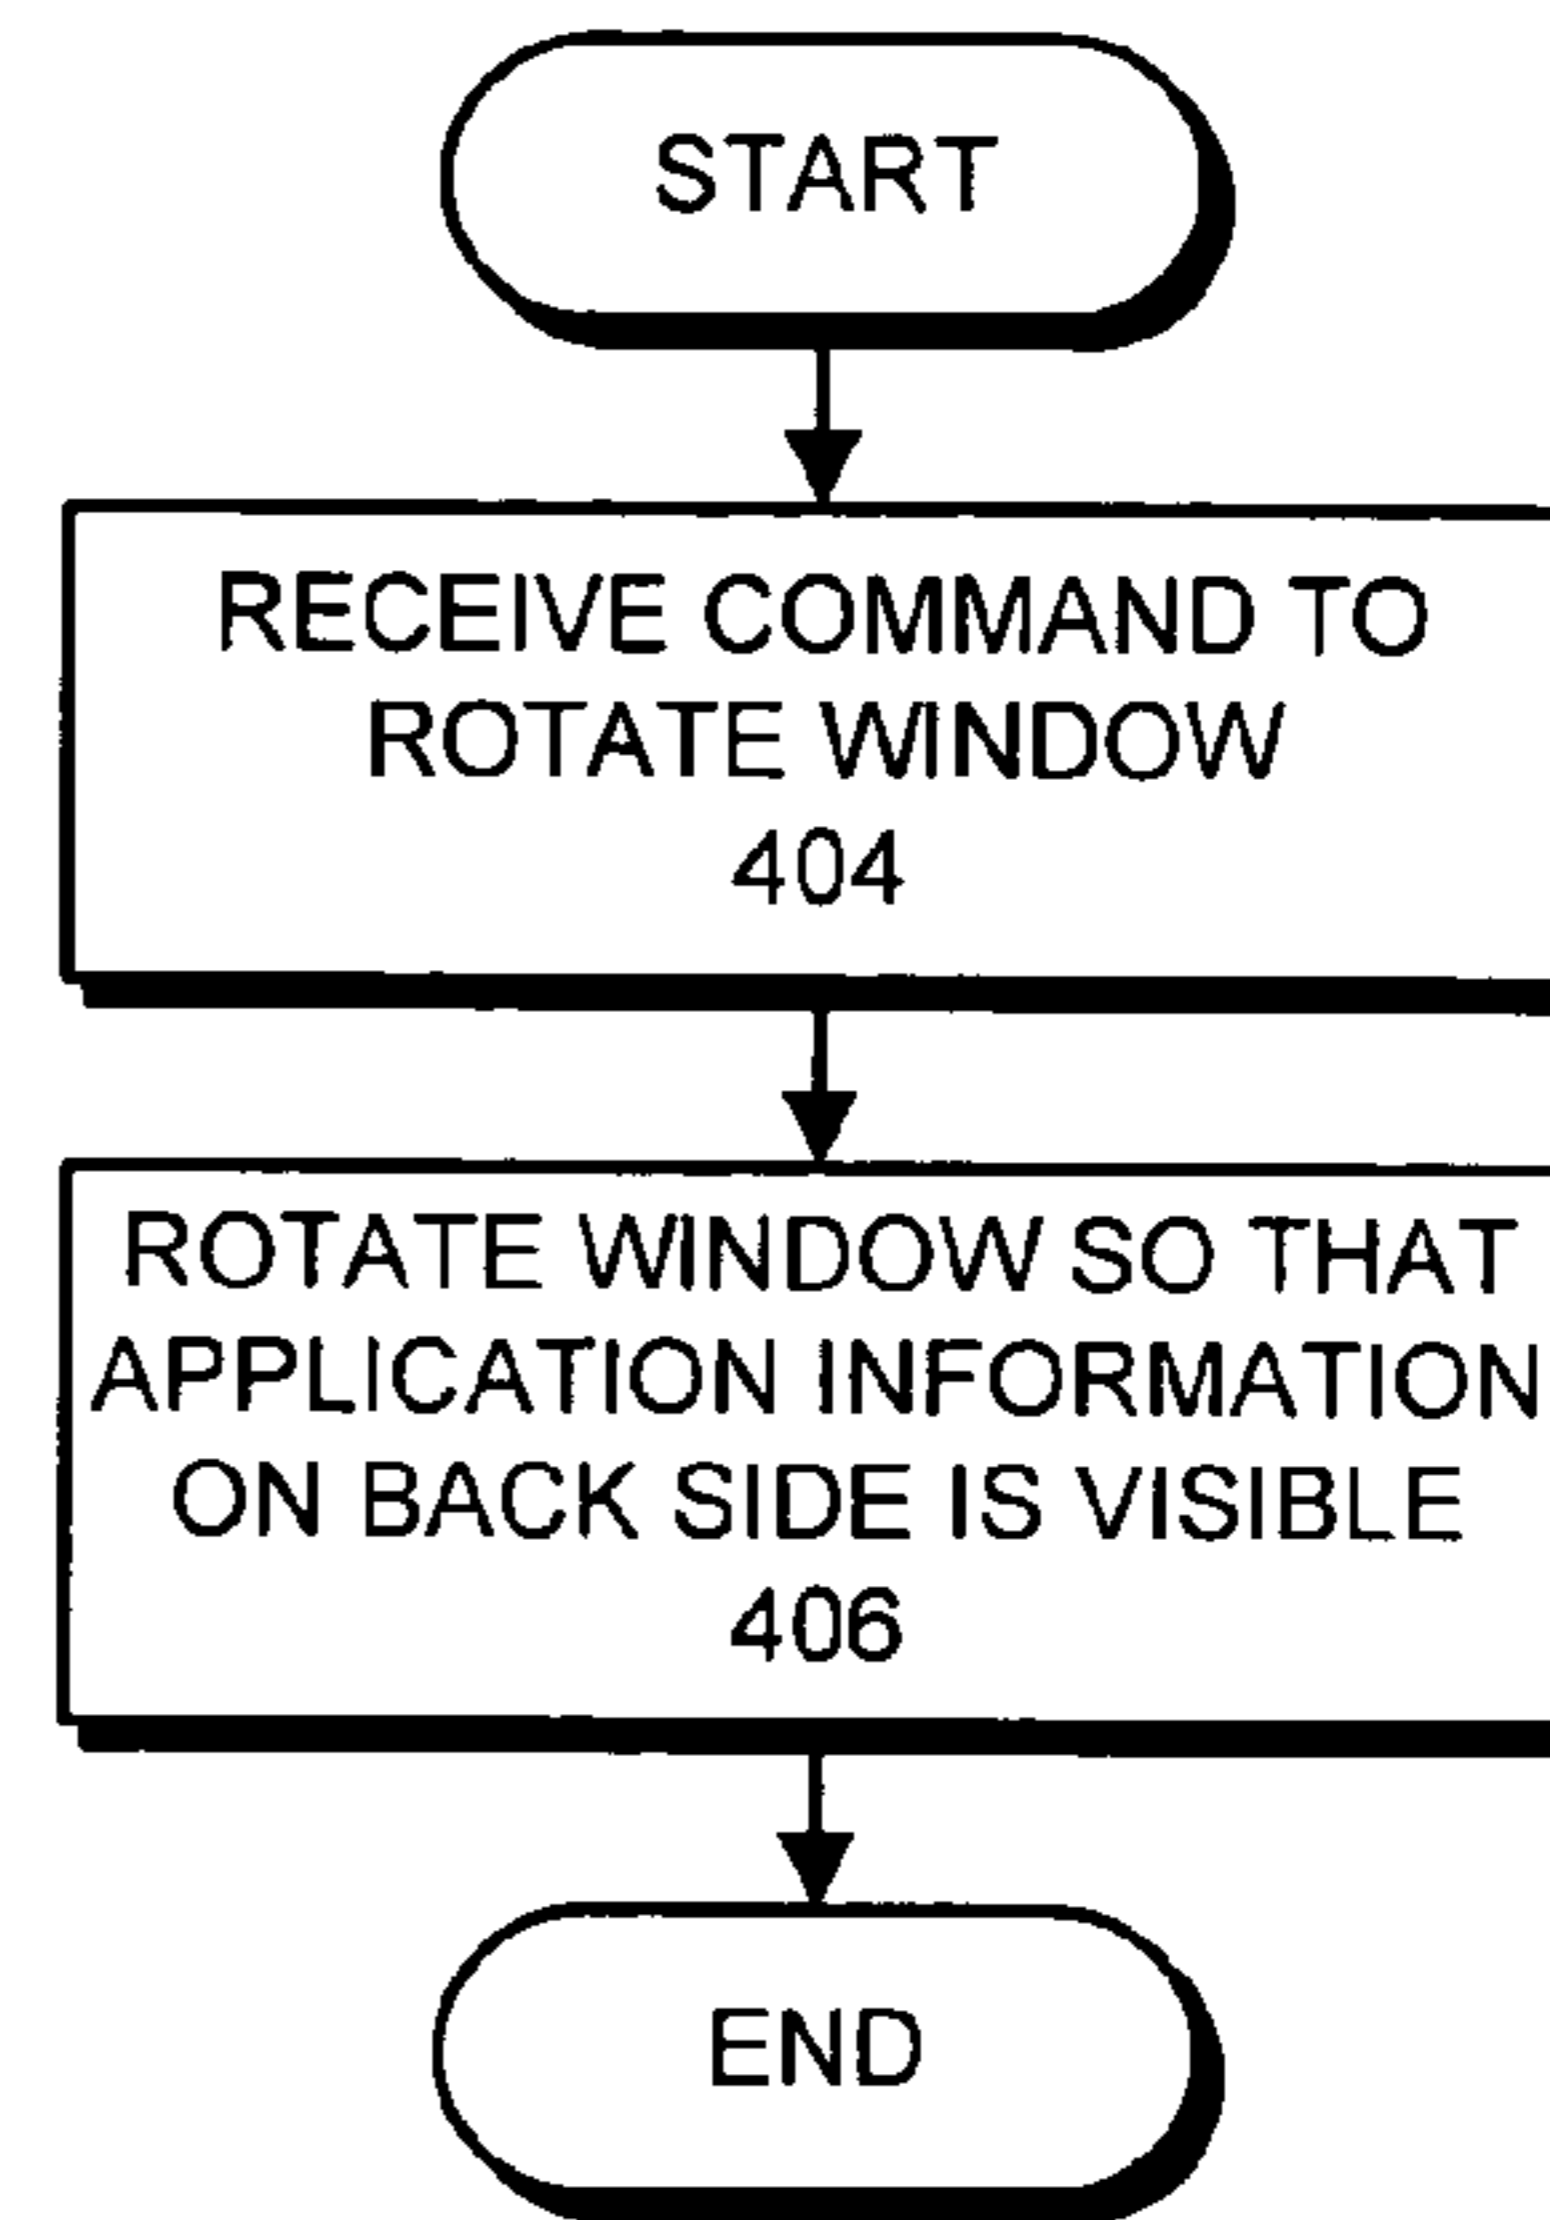 START
RECEIVE COMMAND TO
ROTATE WINDOW
404
ROTATE WINDOW SO THAT
APPLICATION INFORMATION
ON BACK SIDE IS VISIBLE
406
END